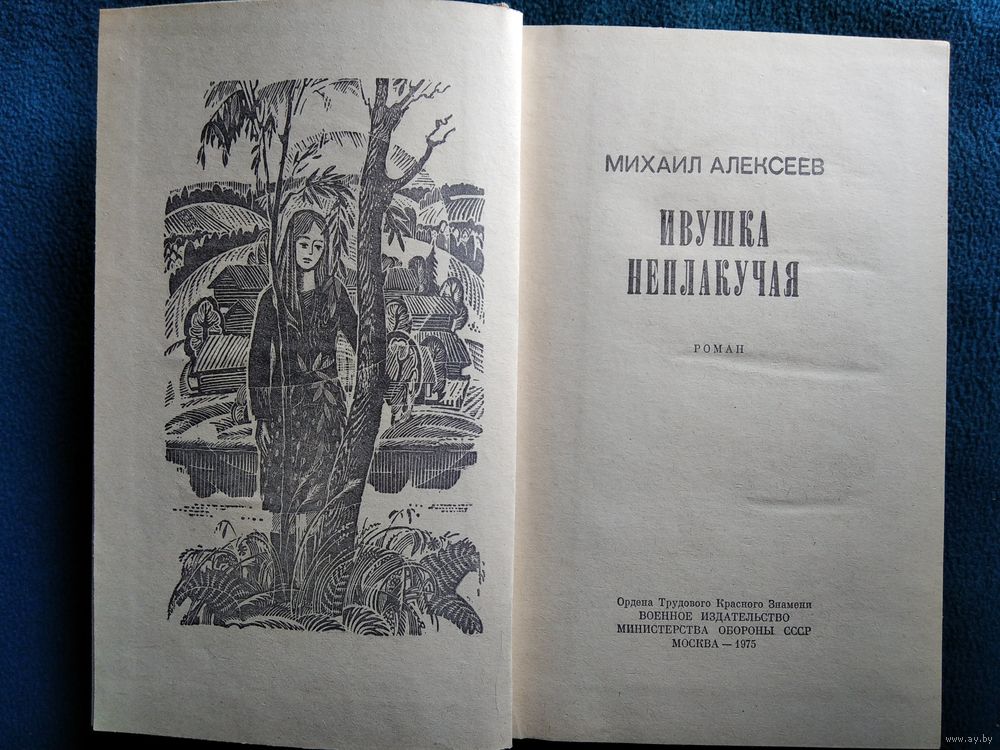 МИХАИЛ АЛЕКСЕЕВ
ИВУШКА
НЕПЛАКУЧАЯ
РОМАН
Ордена Трудового Красного Знамени
ВОЕННОЕ ИЗДАТЕЛЬСТВО
МИНИСТЕРСТВА ОБОРОНЫ СССР
МОСКВА — 1975
www.ay.by